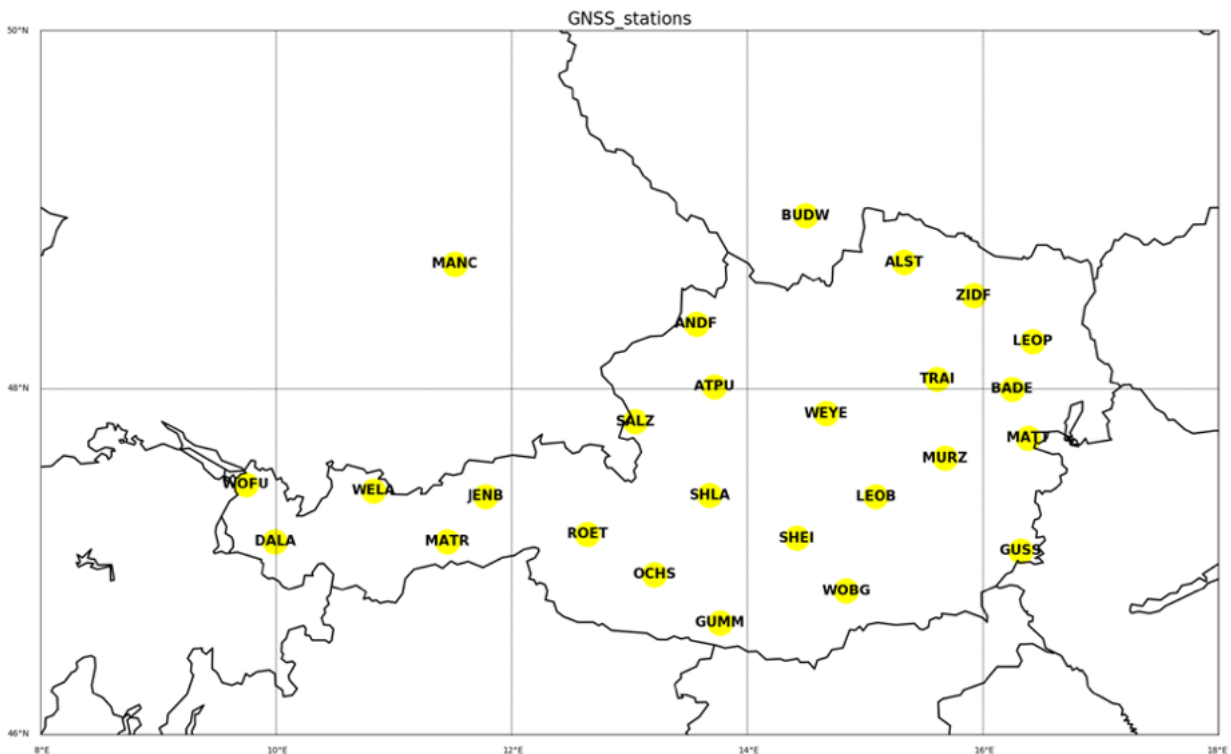 GNSS_stations
50°N
BUDW
MANC
ALST
ZIDF
ANDF
LEOP
48°N
ATPU
TRAI
BADE
WEYE
SALZ
MURZ
WOFU
WELA
JENB
SHLA
LEOB
ROET
SHEI
DALA
MATR
GUSS
OCHS
WOBG
GUMM
46°N
8°E
10°E
12°E
14°E
16°E
18°E